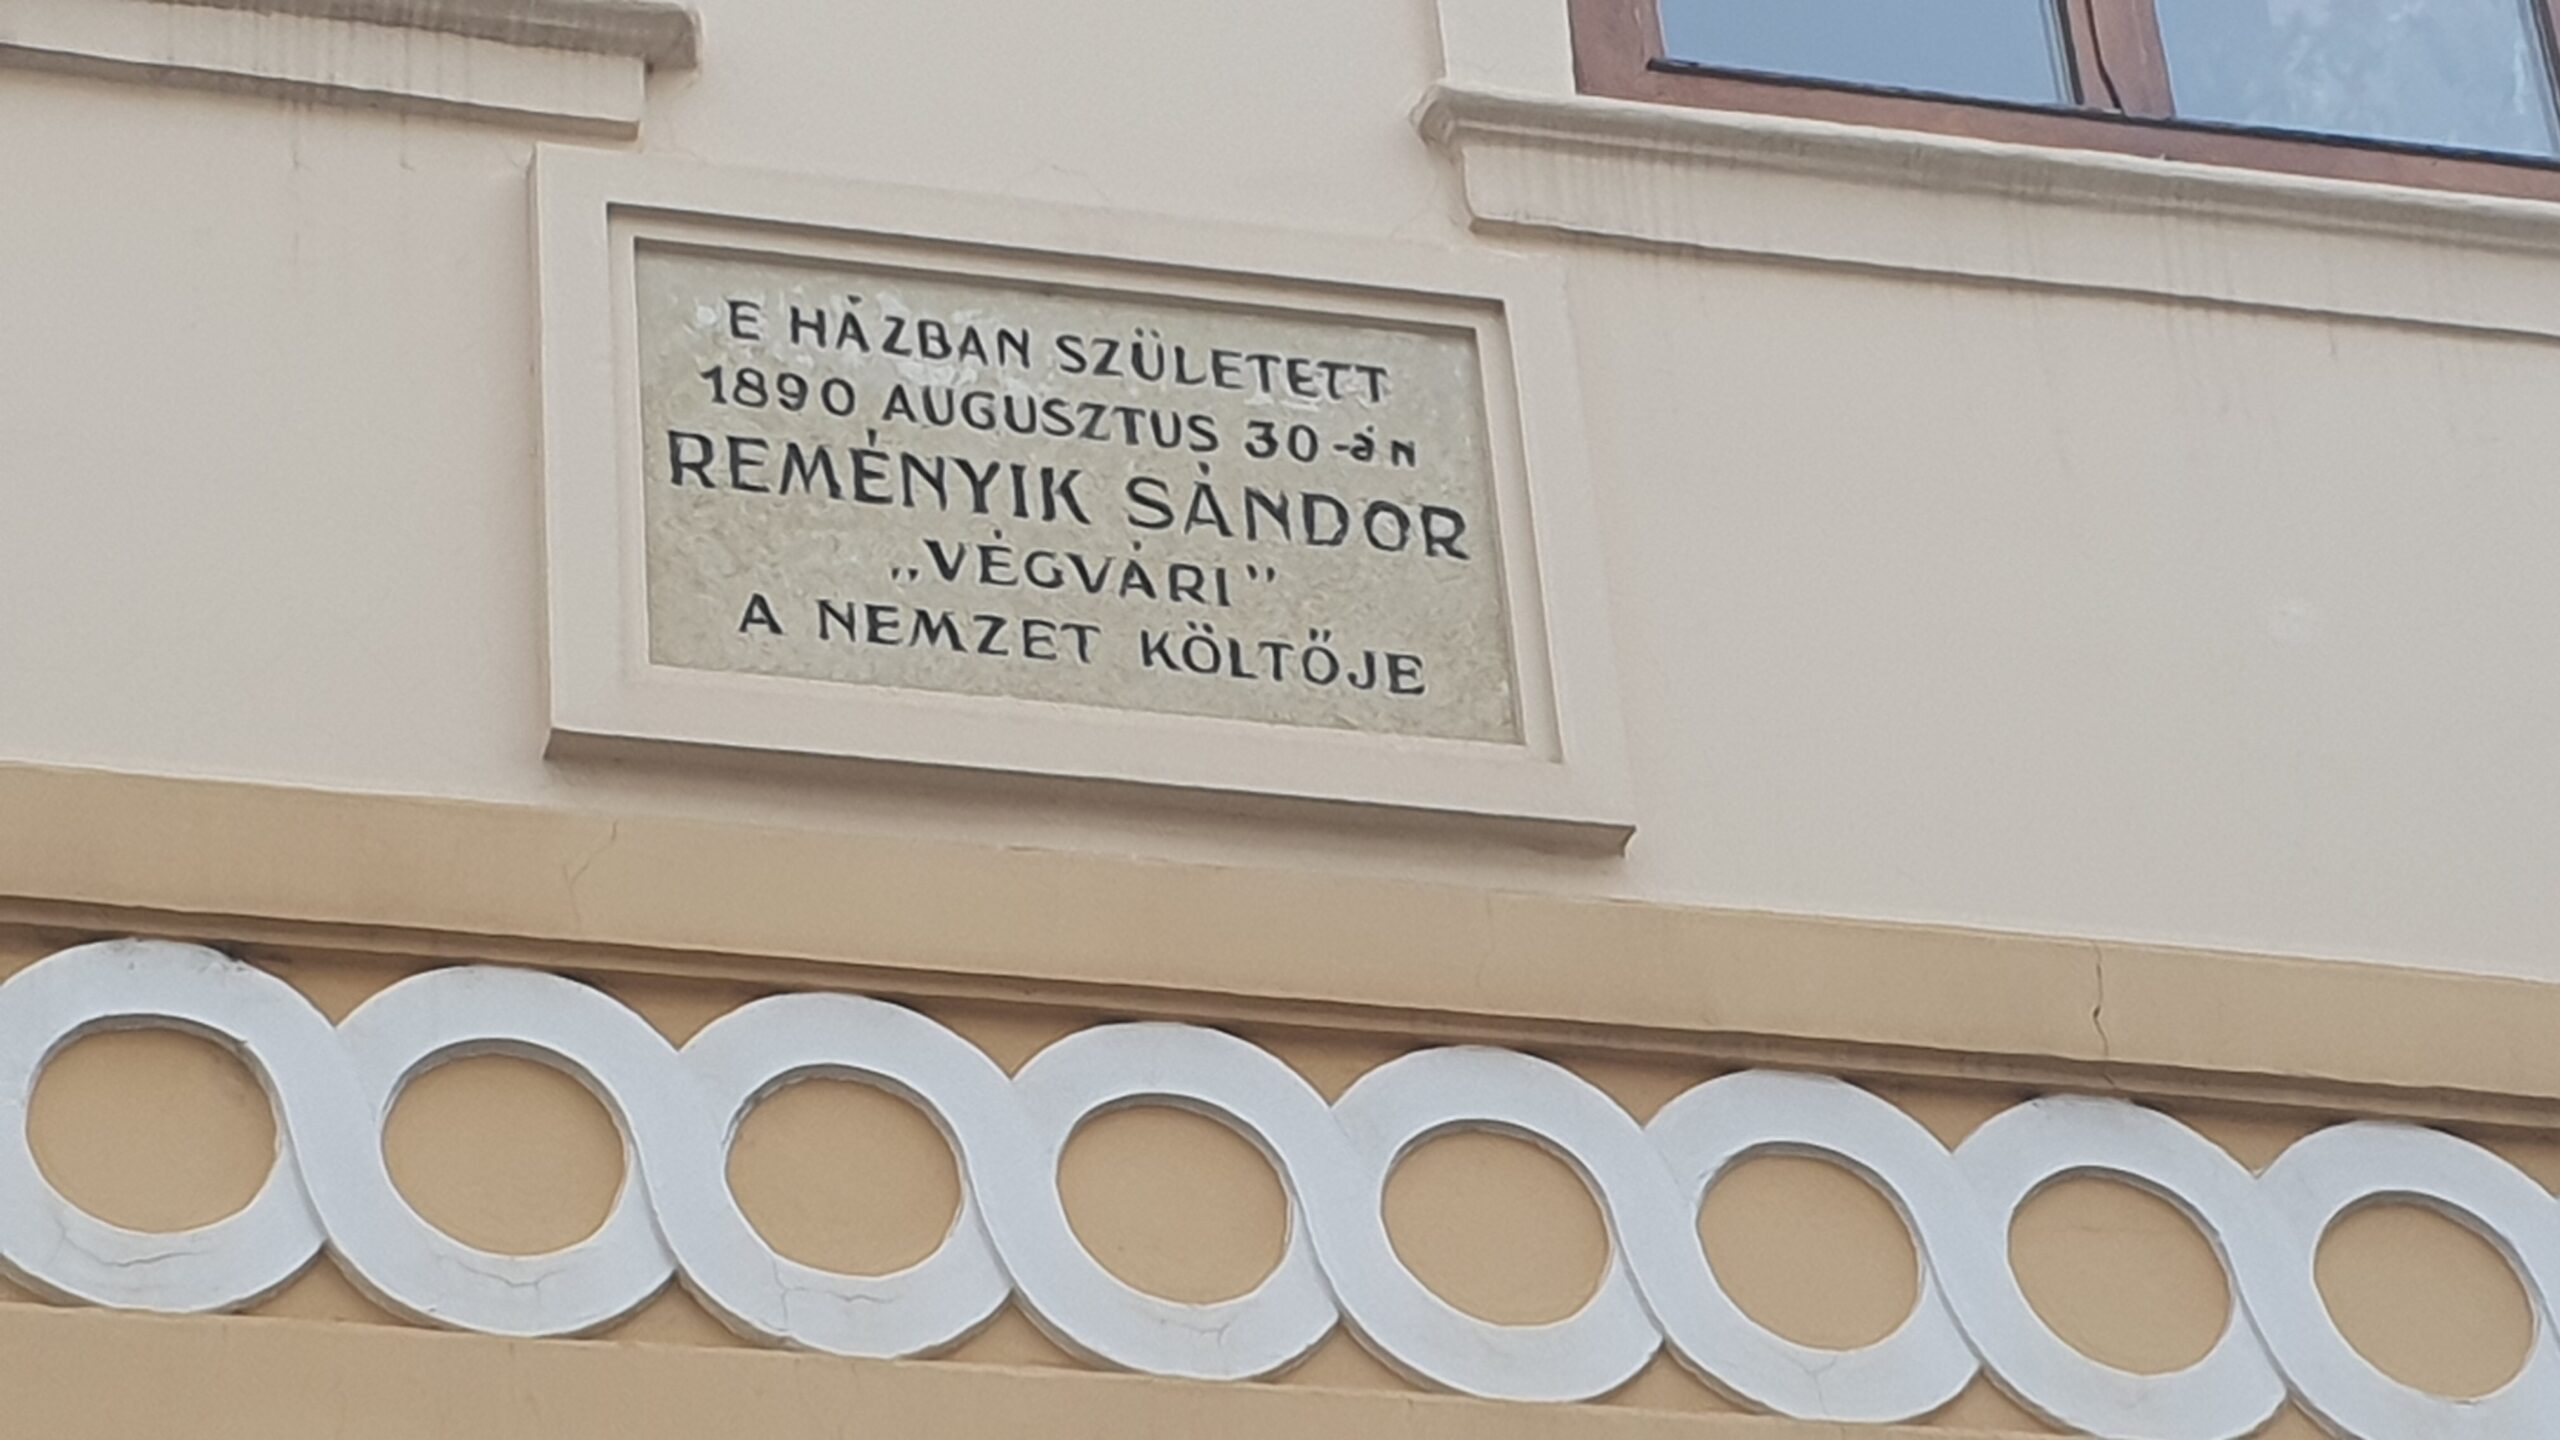 E HÁZBAN SZÜLETETT
1890 AUGUSZTUS 30-áN
REMÉNYIK SÁNDOR
„VÉGVÁRI”
A NEMZET KÖLTŐJE